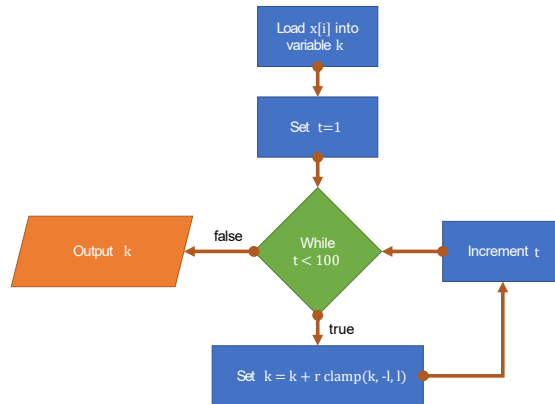 Load x[i] into
variable k
Set t=1
While
t < 100
false
Output k
true
Increment t
Set k = k + r clamp(k, -l, l)